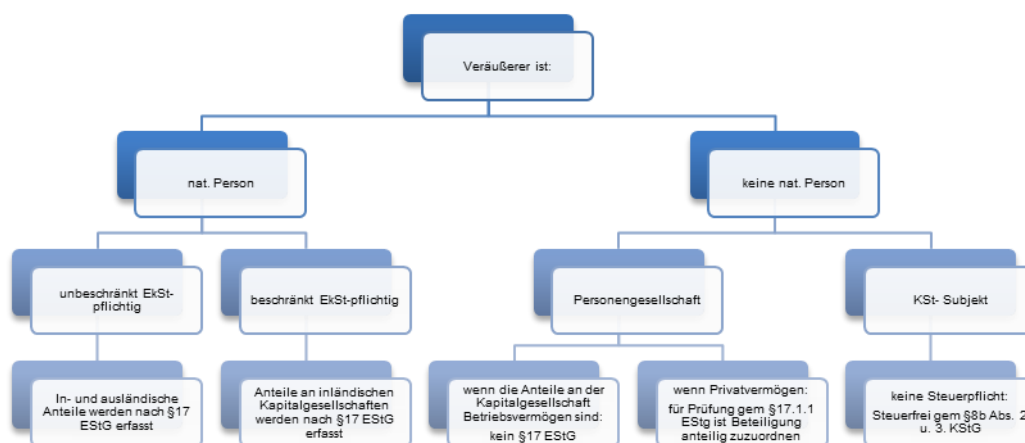 Veräußerer ist:
nat. Person
keine nat. Person
unbeschränkt EkSt-
pflichtig
beschränkt EkSt-pflichtig
Personengesellschaft
KSt- Subjekt
In- und ausländische
Anteile werden nach §17
EStG erfasst
Anteile an inländischen
Kapitalgesellschaften
werden nach §17 EStG
erfasst
wenn die Anteile an der
Kapitalgesellschaft
Betriebsvermögen sind:
kein §17 EStG
wenn Privatvermögen:
für Prüfung gem §17.1.1
EStg ist Beteiligung
anteilig zuzuordnen
keine Steuerpflicht:
Steuerfrei gem §8b Abs. 2
u. 3. KStG